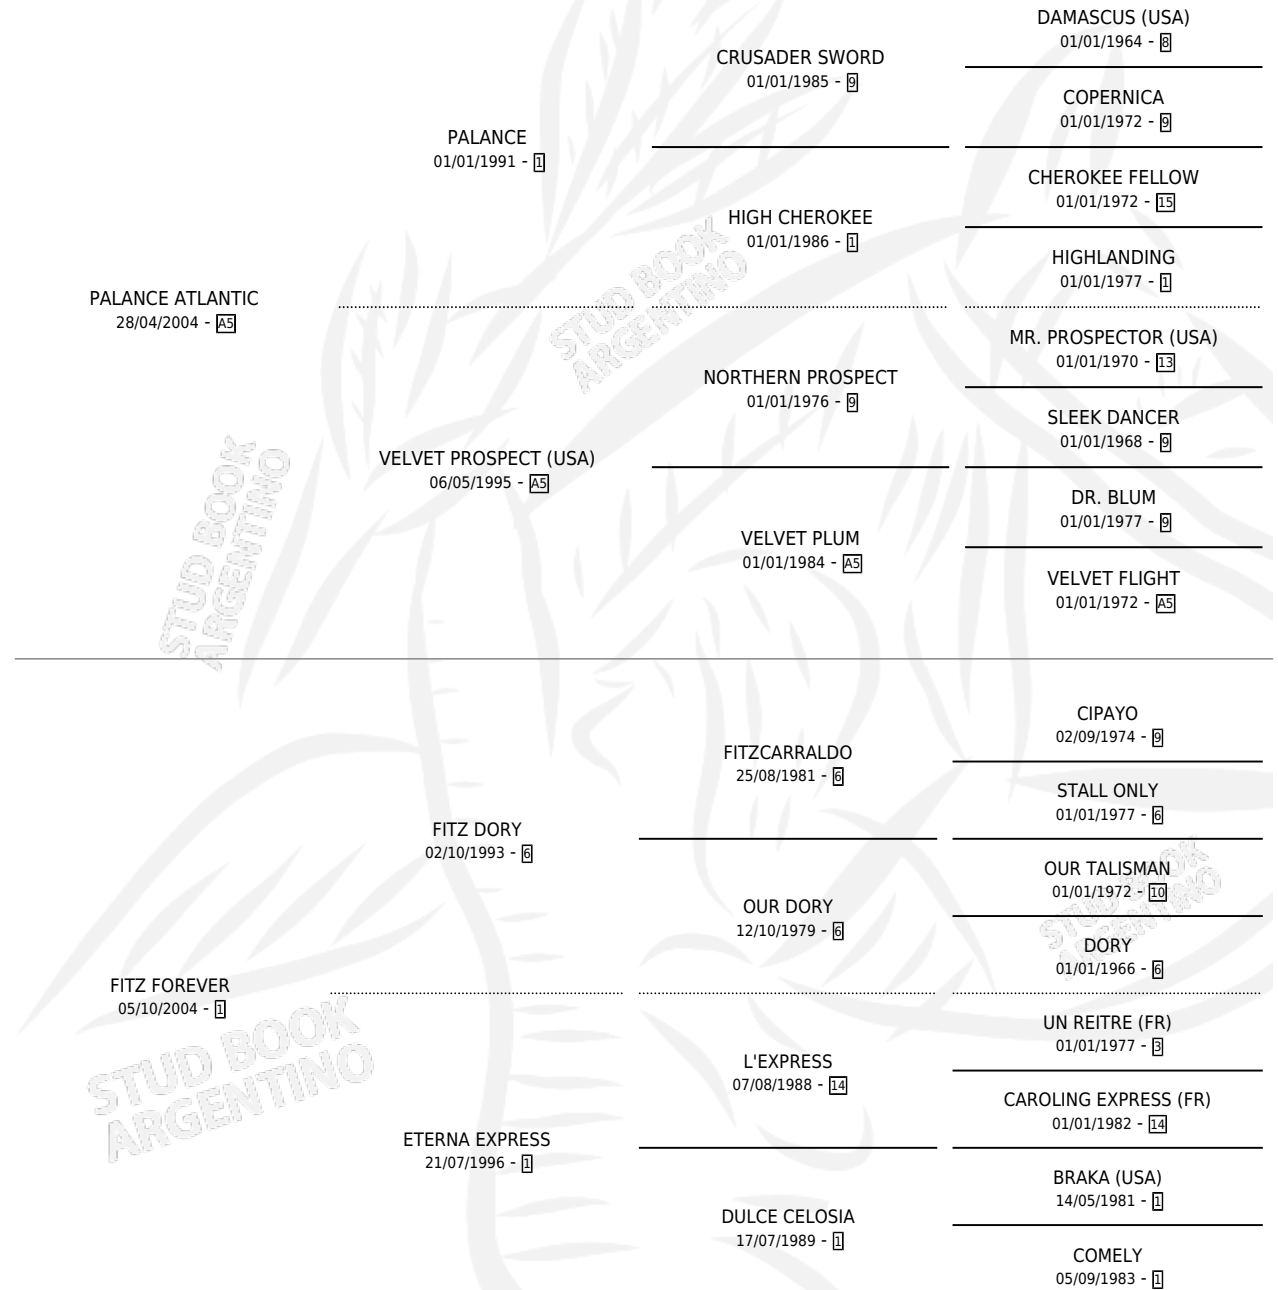 DAMASCUS (USA)
01/01/1964 - 8
CRUSADER SWORD
01/01/1985 - 9
COPERNICA
01/01/1972 - 9
PALANCE
01/01/1991 - 1
CHEROKEE FELLOW
01/01/1972 - 15
HIGH CHEROKEE
01/01/1986 - 1
HIGHLANDING
01/01/1977 - 1
STUD BOOK
ARGENTINO
PALANCE ATLANTIC
28/04/2004 - A5
MR. PROSPECTOR (USA)
01/01/1970 - 13
NORTHERN PROSPECT
01/01/1976 - 9
SLEEK DANCER
01/01/1968 - 9
VELVET PROSPECT (USA)
06/05/1995 - A5
DR. BLUM
01/01/1977 - 9
VELVET PLUM
01/01/1984 - A5
VELVET FLIGHT
01/01/1972 - A5
STUD BOOK
ARGENTINO
CIPAYO
02/09/1974 - 9
FITZCARRALDO
25/08/1981 - 6
STALL ONLY
01/01/1977 - 6
FITZ DORY
02/10/1993 - 6
OUR TALISMAN
01/01/1972 - 10
OUR DORY
12/10/1979 - 6
DORY
01/01/1966 - 6
STUD BOOK
ARGENTINO
FITZ FOREVER
05/10/2004 - 1
UN REITRE (FR)
01/01/1977 - 3
L'EXPRESS
07/08/1988 - 14
CAROLING EXPRESS (FR)
01/01/1982 - 14
STUD BOOK
ARGENTINO
ETERNA EXPRESS
21/07/1996 - 1
BRAKA (USA)
14/05/1981 - 1
DULCE CELOSIA
17/07/1989 - 1
COMELY
05/09/1983 - 1